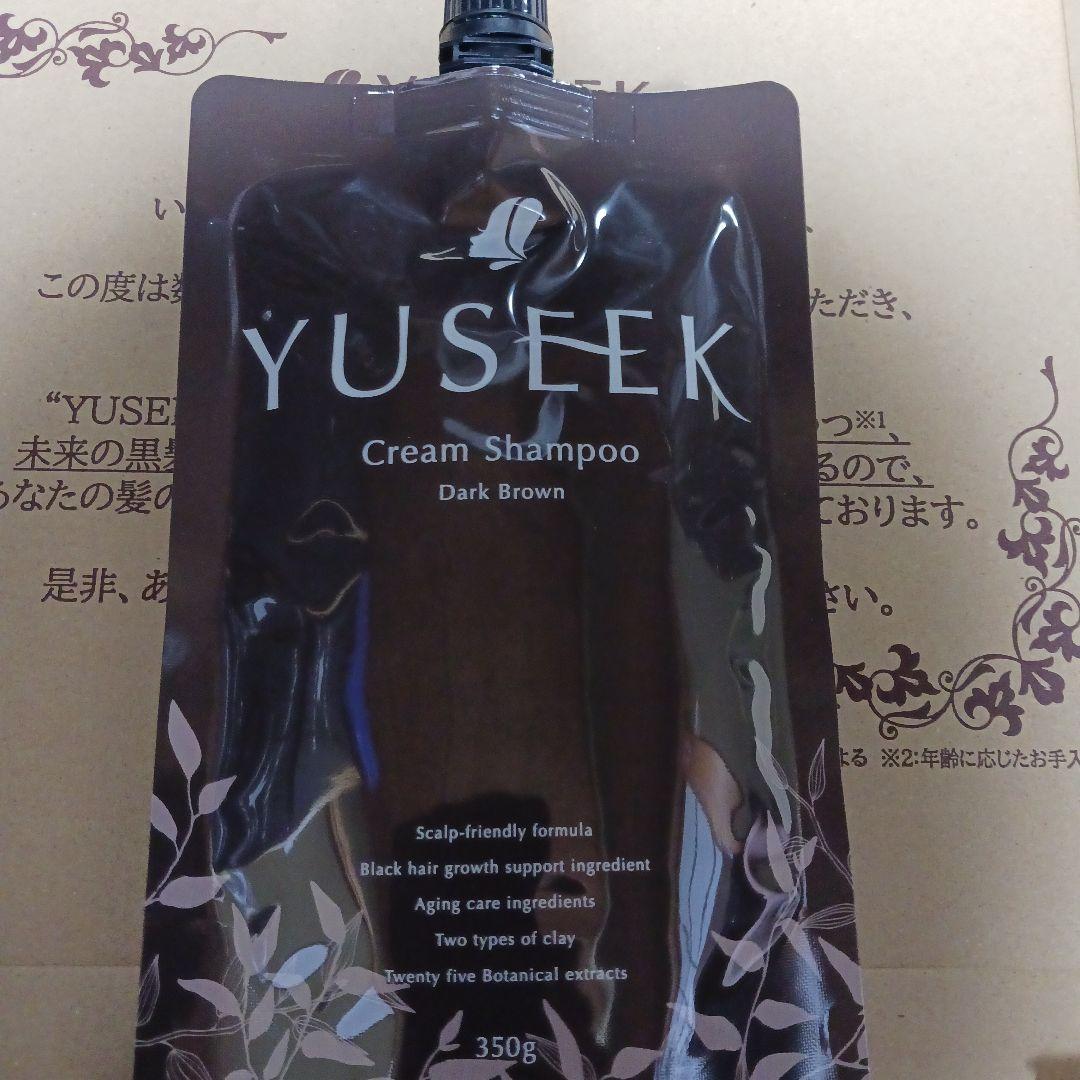 YUSEEK
Cream Shampoo
Dark Brown
Scalp-friendly formula
Black hair growth support ingredient
Aging care ingredients
Two types of clay
Twenty five Botanical extracts
350g
い
この度は
ただき、
“YUSE
つ※1、
未来の黒
るので、
なたの髪の
ております。
是非、あ
さい。
よる ※2:年齢に応じたお手入